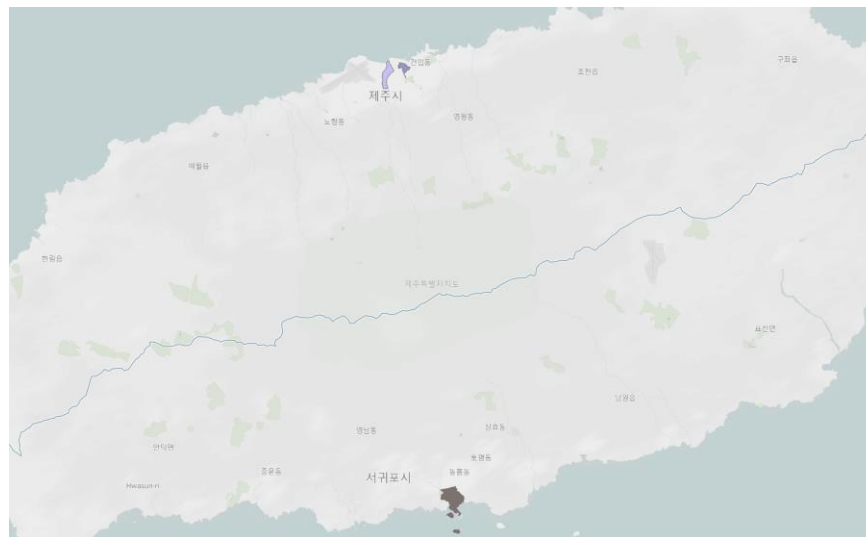 건입동
구좌읍
조천읍
제주시
노형동
영평동
애월읍
한림읍
제주특별자치도
표선면
남원읍
영남동
상효동
안덕면
토평동
서귀포시
동홍동
중문동
Hwasun-ri